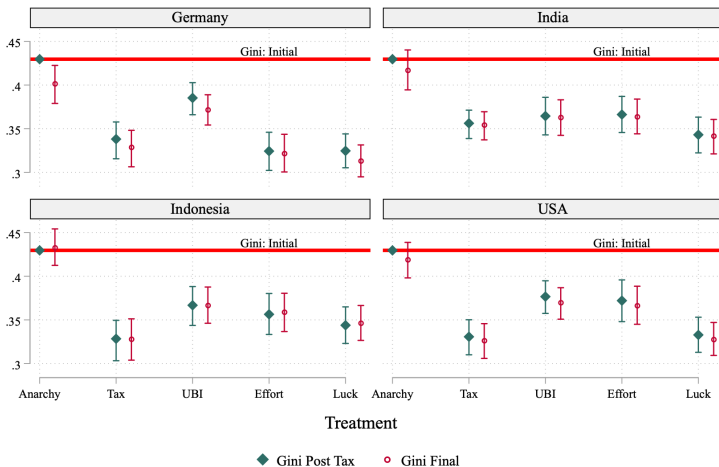 Germany India
.45
Gini: Initial Gini: Initial
.4
.35
.3
Indonesia USA
.45
Gini: Initial Gini: Initial
.4
.35
.3
Anarchy Tax UBI Effort Luck Anarchy Tax UBI Effort Luck
Treatment
Gini Post Tax Gini Final